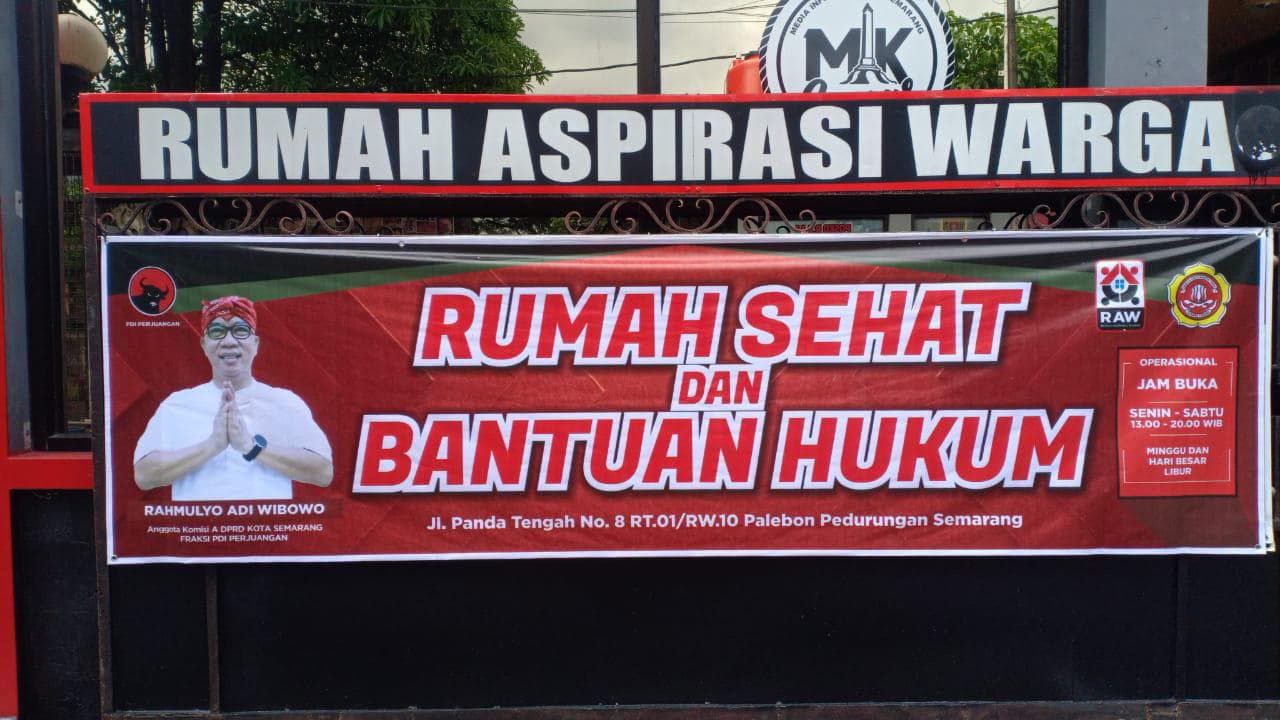 MK
RUMAH ASPIRASI WARGA
PDI PERJUANGAN
RUMAH SEHAT
DAN
BANTUAN HUKUM
Jl. Panda Tengah No. 8 RT.01/RW.10 Palebon Pedurungan Semarang
RAHMULYO ADI WIBOWO
Anggota Komisi A DPRD KOTA SEMARANG
FRAKSI PDI PERJUANGAN
RAW
OPERASIONAL
JAM BUKA
SENIN - SABTU
13.00 - 20.00 WIB
MINGGU DAN
HARI BESAR
LIBUR